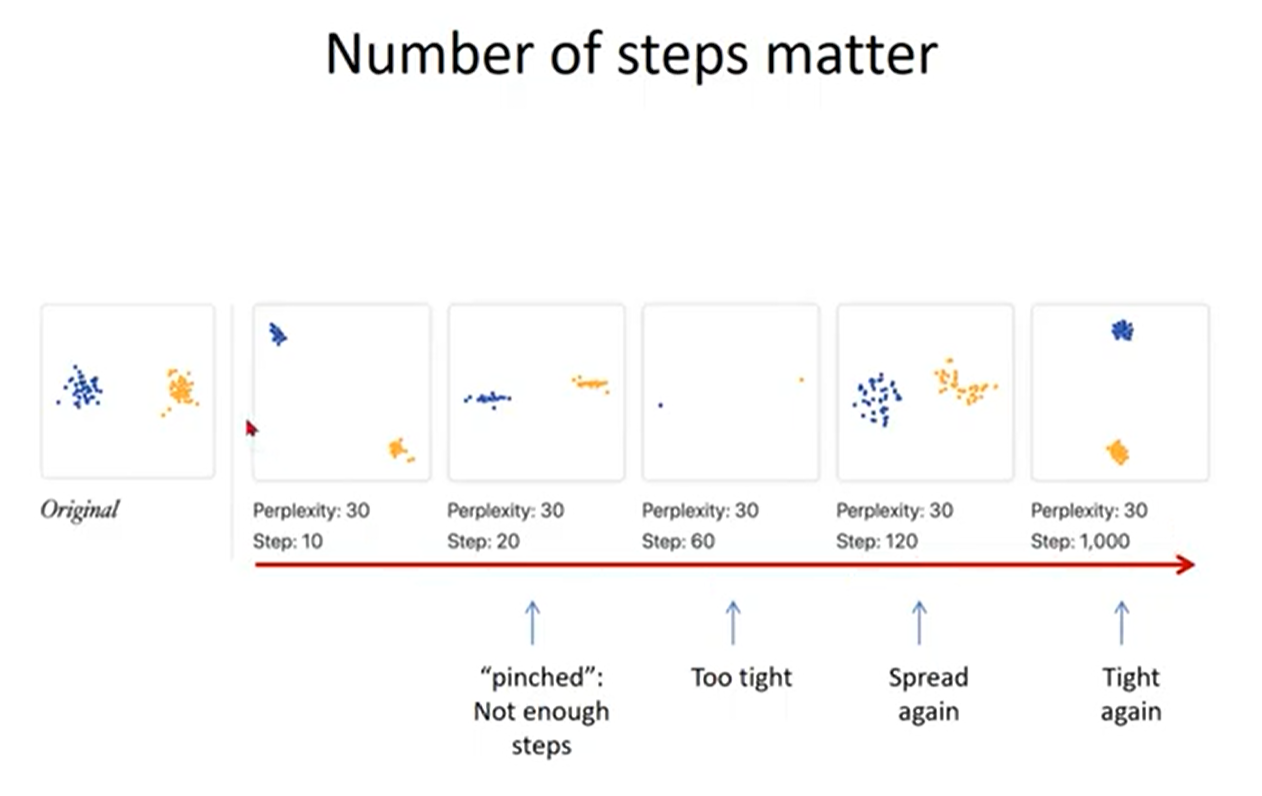 Number of steps matter
Original
Perplexity: 30
Step: 10
Perplexity: 30
Step: 20
Perplexity: 30
Step: 60
Perplexity: 30
Step: 120
Perplexity: 30
Step: 1,000
“pinched”:
Not enough
steps
Too tight
Spread
again
Tight
again